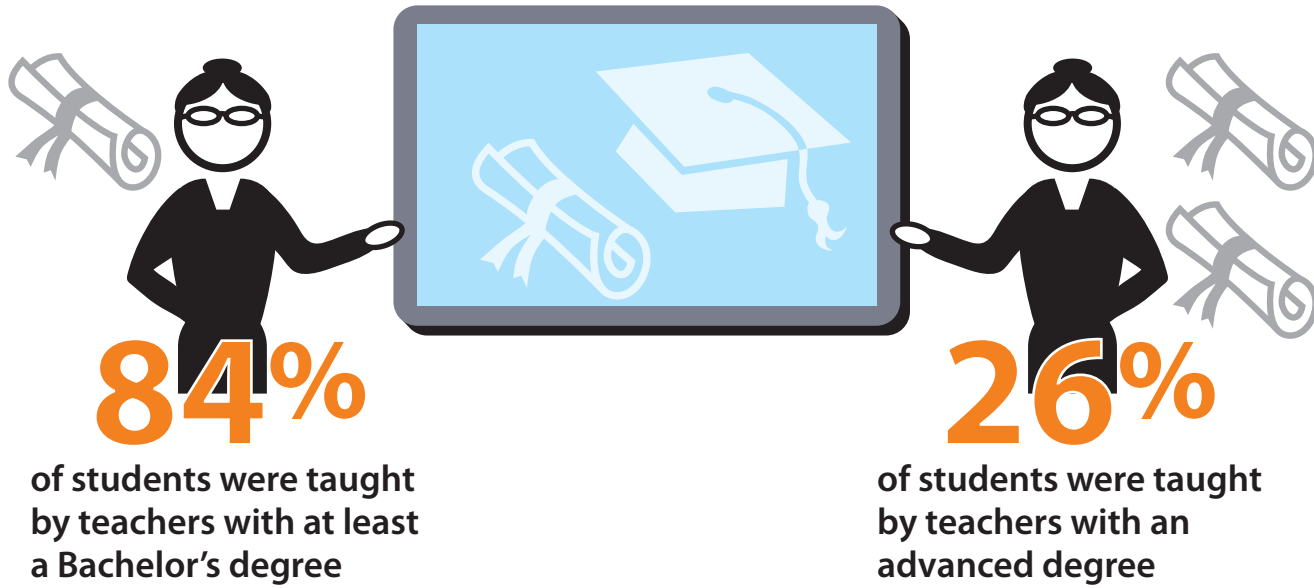 84%
of students were taught
by teachers with at least
a Bachelor’s degree
26%
of students were taught
by teachers with an
advanced degree